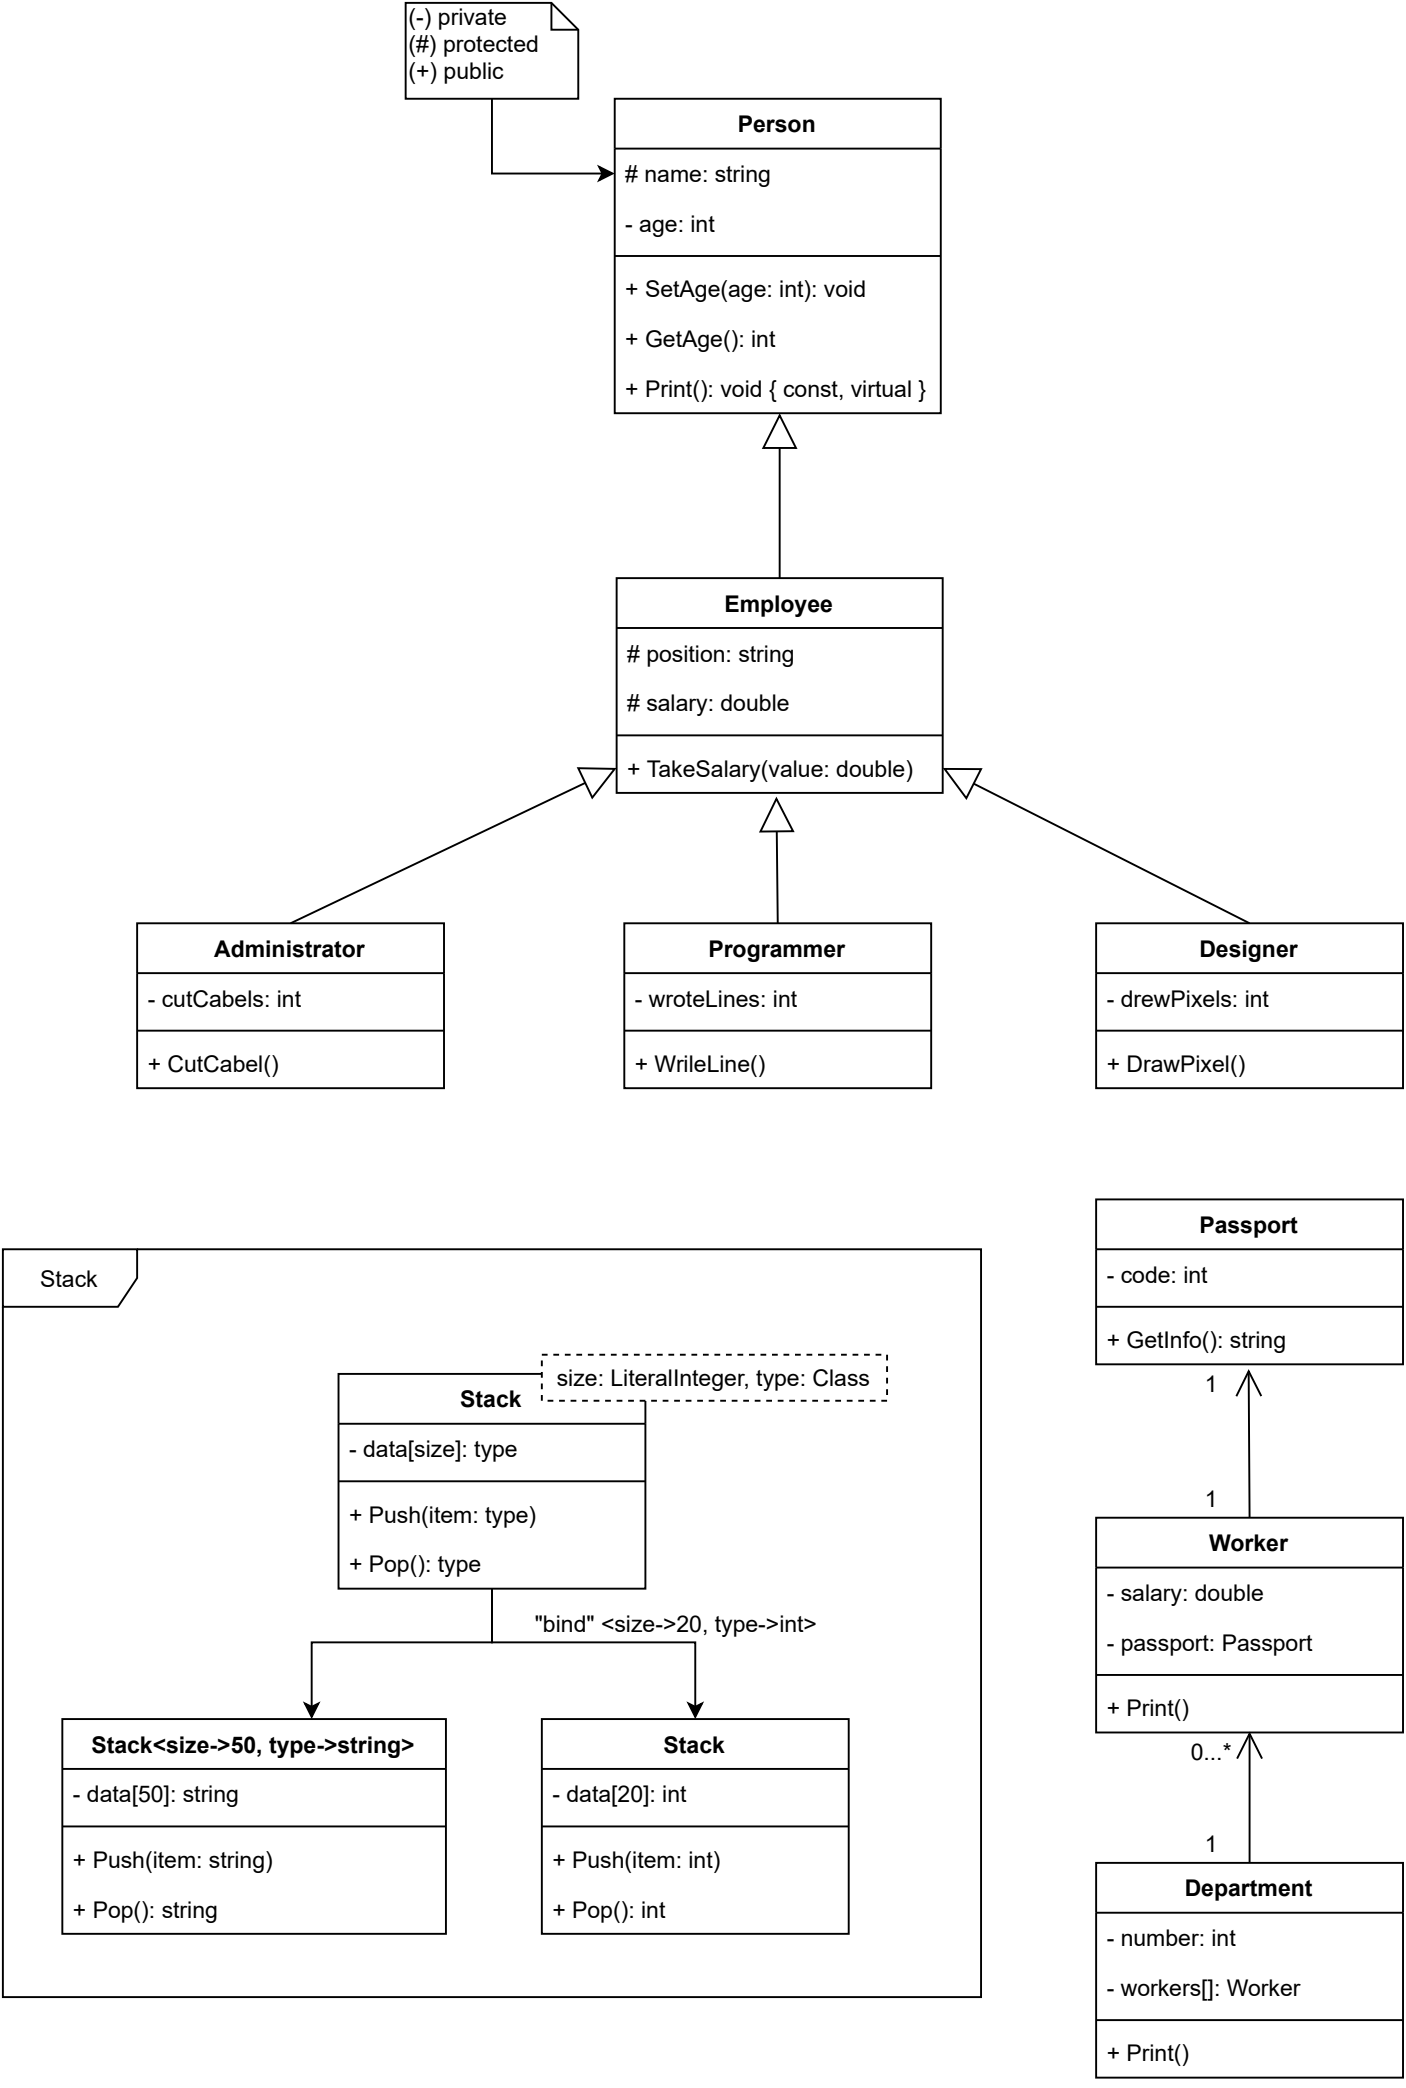 (-) private
(#) protected
(+) public
Person
# name: string
- age: int
+ SetAge(age: int): void
+ GetAge(): int
+ Print(): void { const, virtual }
Employee
# position: string
# salary: double
+ TakeSalary(value: double)
Administrator
- cutCabels: int
+ CutCabel()
Programmer
- wroteLines: int
+ WrileLine()
Designer
- drewPixels: int
+ DrawPixel()
Stack
size: LiteralInteger, type: Class
Stack
- data[size]: type
+ Push(item: type)
+ Pop(): type
"bind" <size->20, type->int>
Stack<size->50, type->string>
- data[50]: string
+ Push(item: string)
+ Pop(): string
Stack
- data[20]: int
+ Push(item: int)
+ Pop(): int
Passport
- code: int
+ GetInfo(): string
1
1
Worker
- salary: double
- passport: Passport
+ Print()
0...*
1
Department
- number: int
- workers[]: Worker
+ Print()